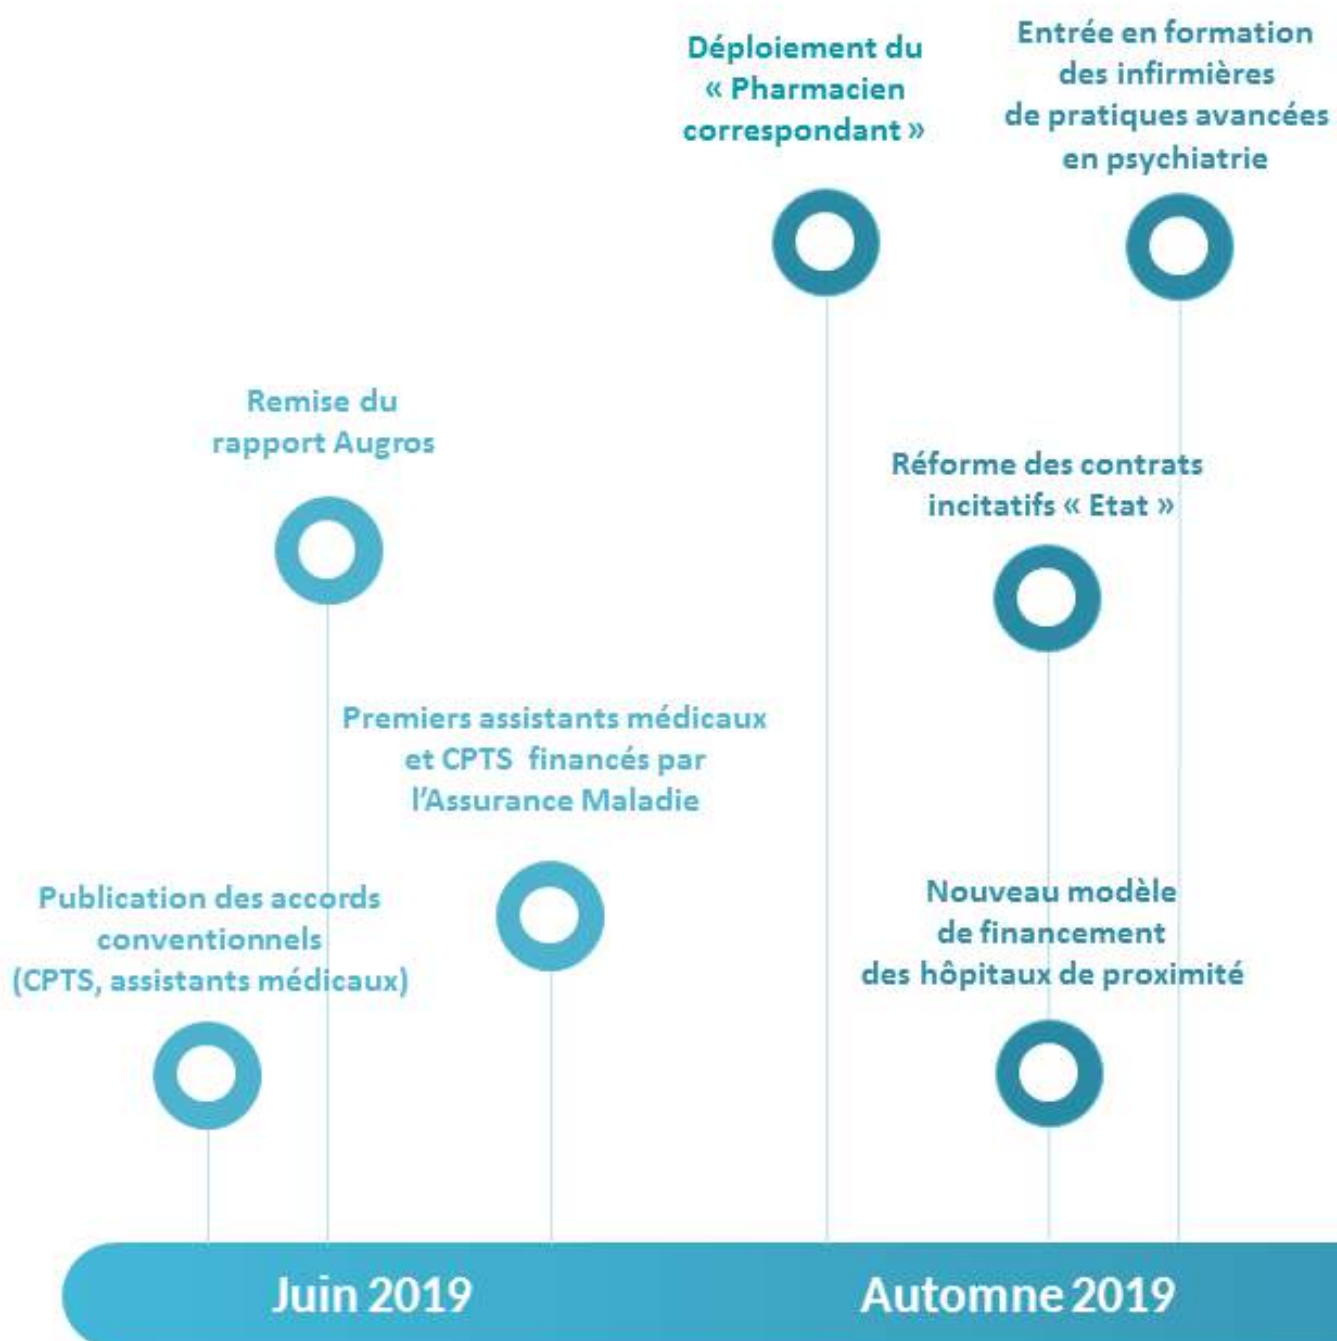 Déploiement du
« Pharmacien
correspondant »
Entrée en formation
des infirmières
de pratiques avancées
en psychiatrie
Remise du
rapport Augros
Réforme des contrats
incitatifs « Etat »
Premiers assistants médicaux
et CPTS financés par
l'Assurance Maladie
Publication des accords
conventionnels
(CPTS, assistants médicaux)
Nouveau modèle
de financement
des hôpitaux de proximité
Juin 2019
Automne 2019